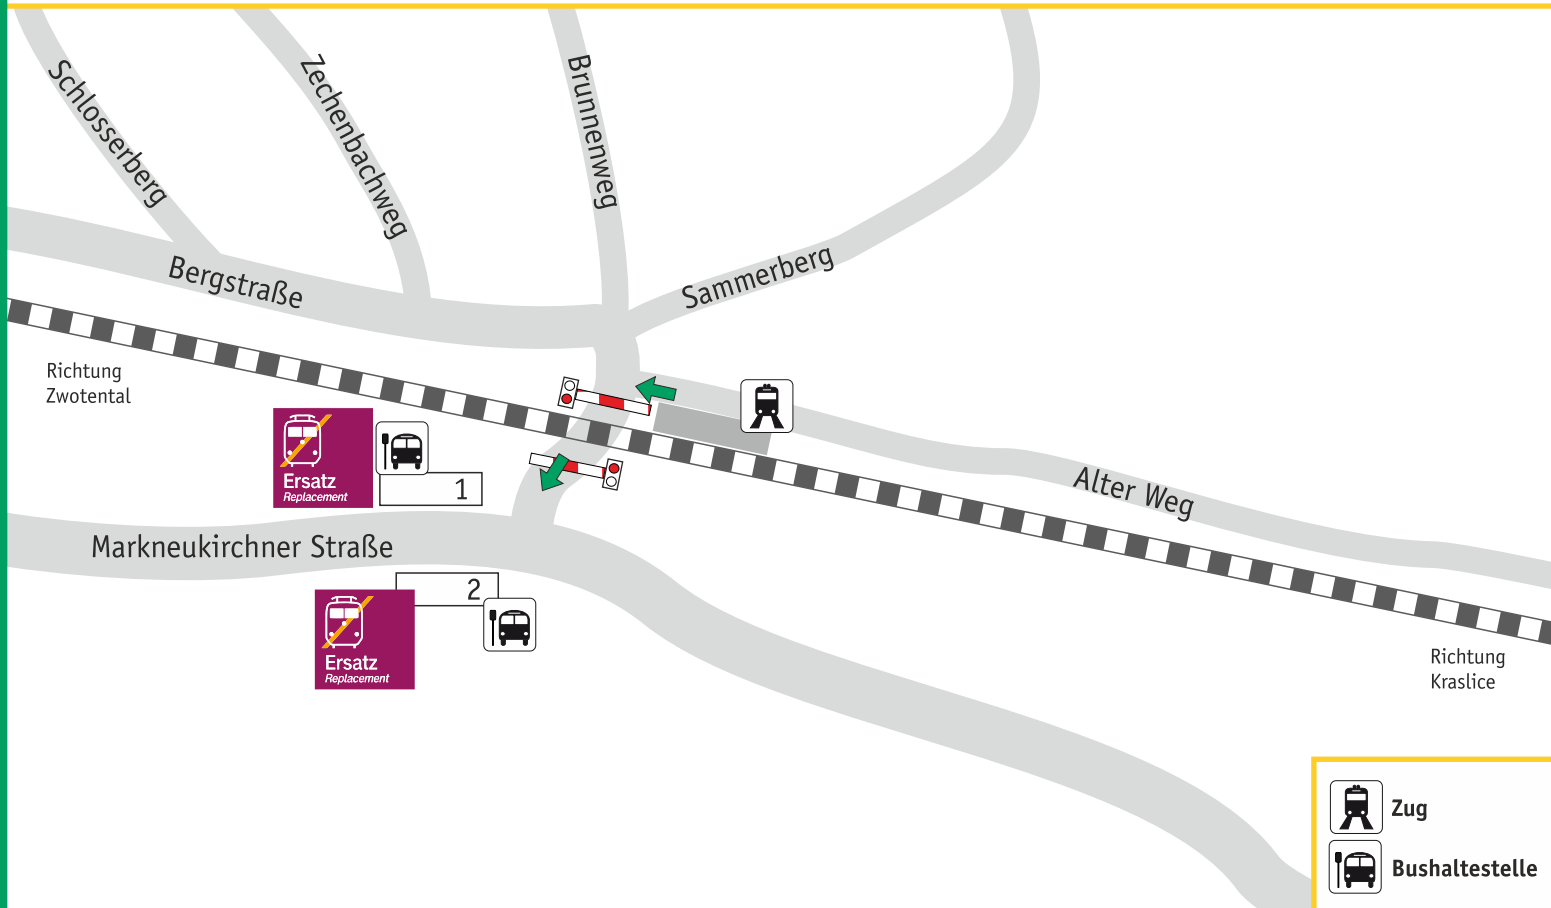 Schlosserberg
Zechenbachweg
Brunnenweg
Sammerberg
Bergstraße
Richtung
Zwotental
Ersatz
Replacement
1
Alter Weg
Markneukirchner Straße
2
Ersatz
Replacement
Richtung
Kraslice
Zug
Bushaltestelle